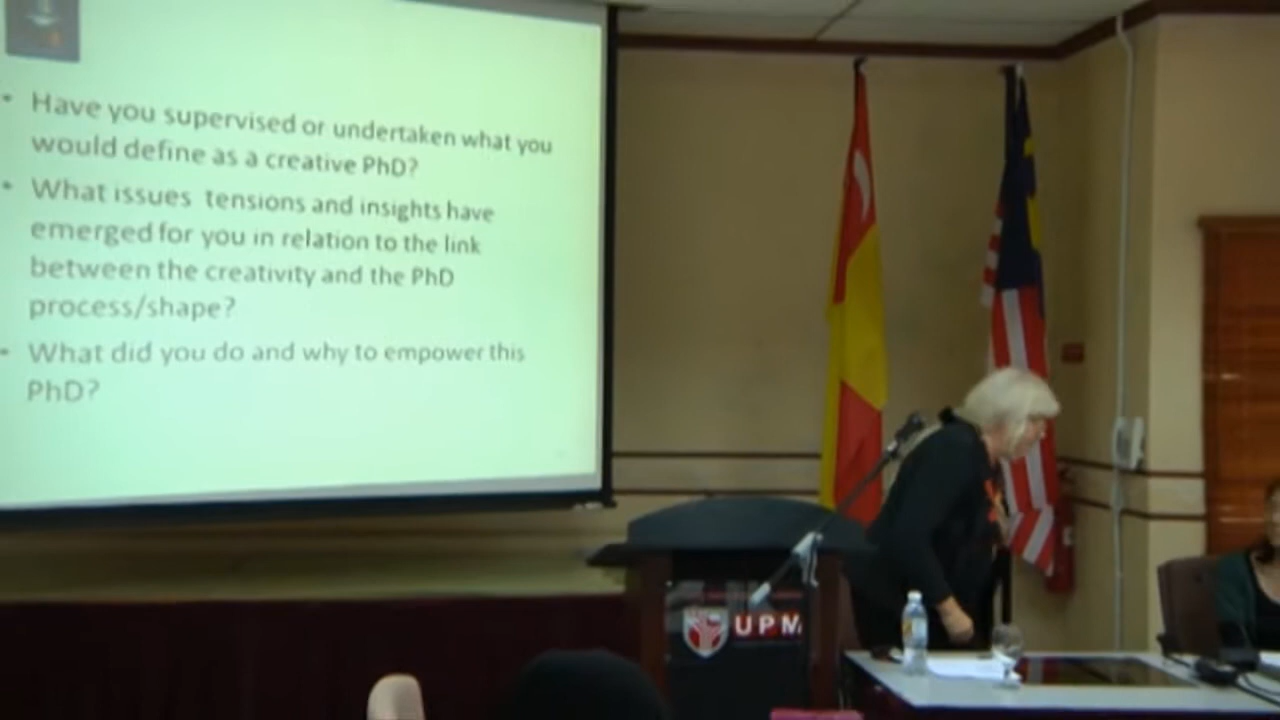 • Have you supervised or undertaken what you
would define as a creative PhD?
• What issues tensions and insights have
emerged for you in relation to the link
between the creativity and the PhD
process/shape?
• What did you do and why to empower this
PhD?
UPM